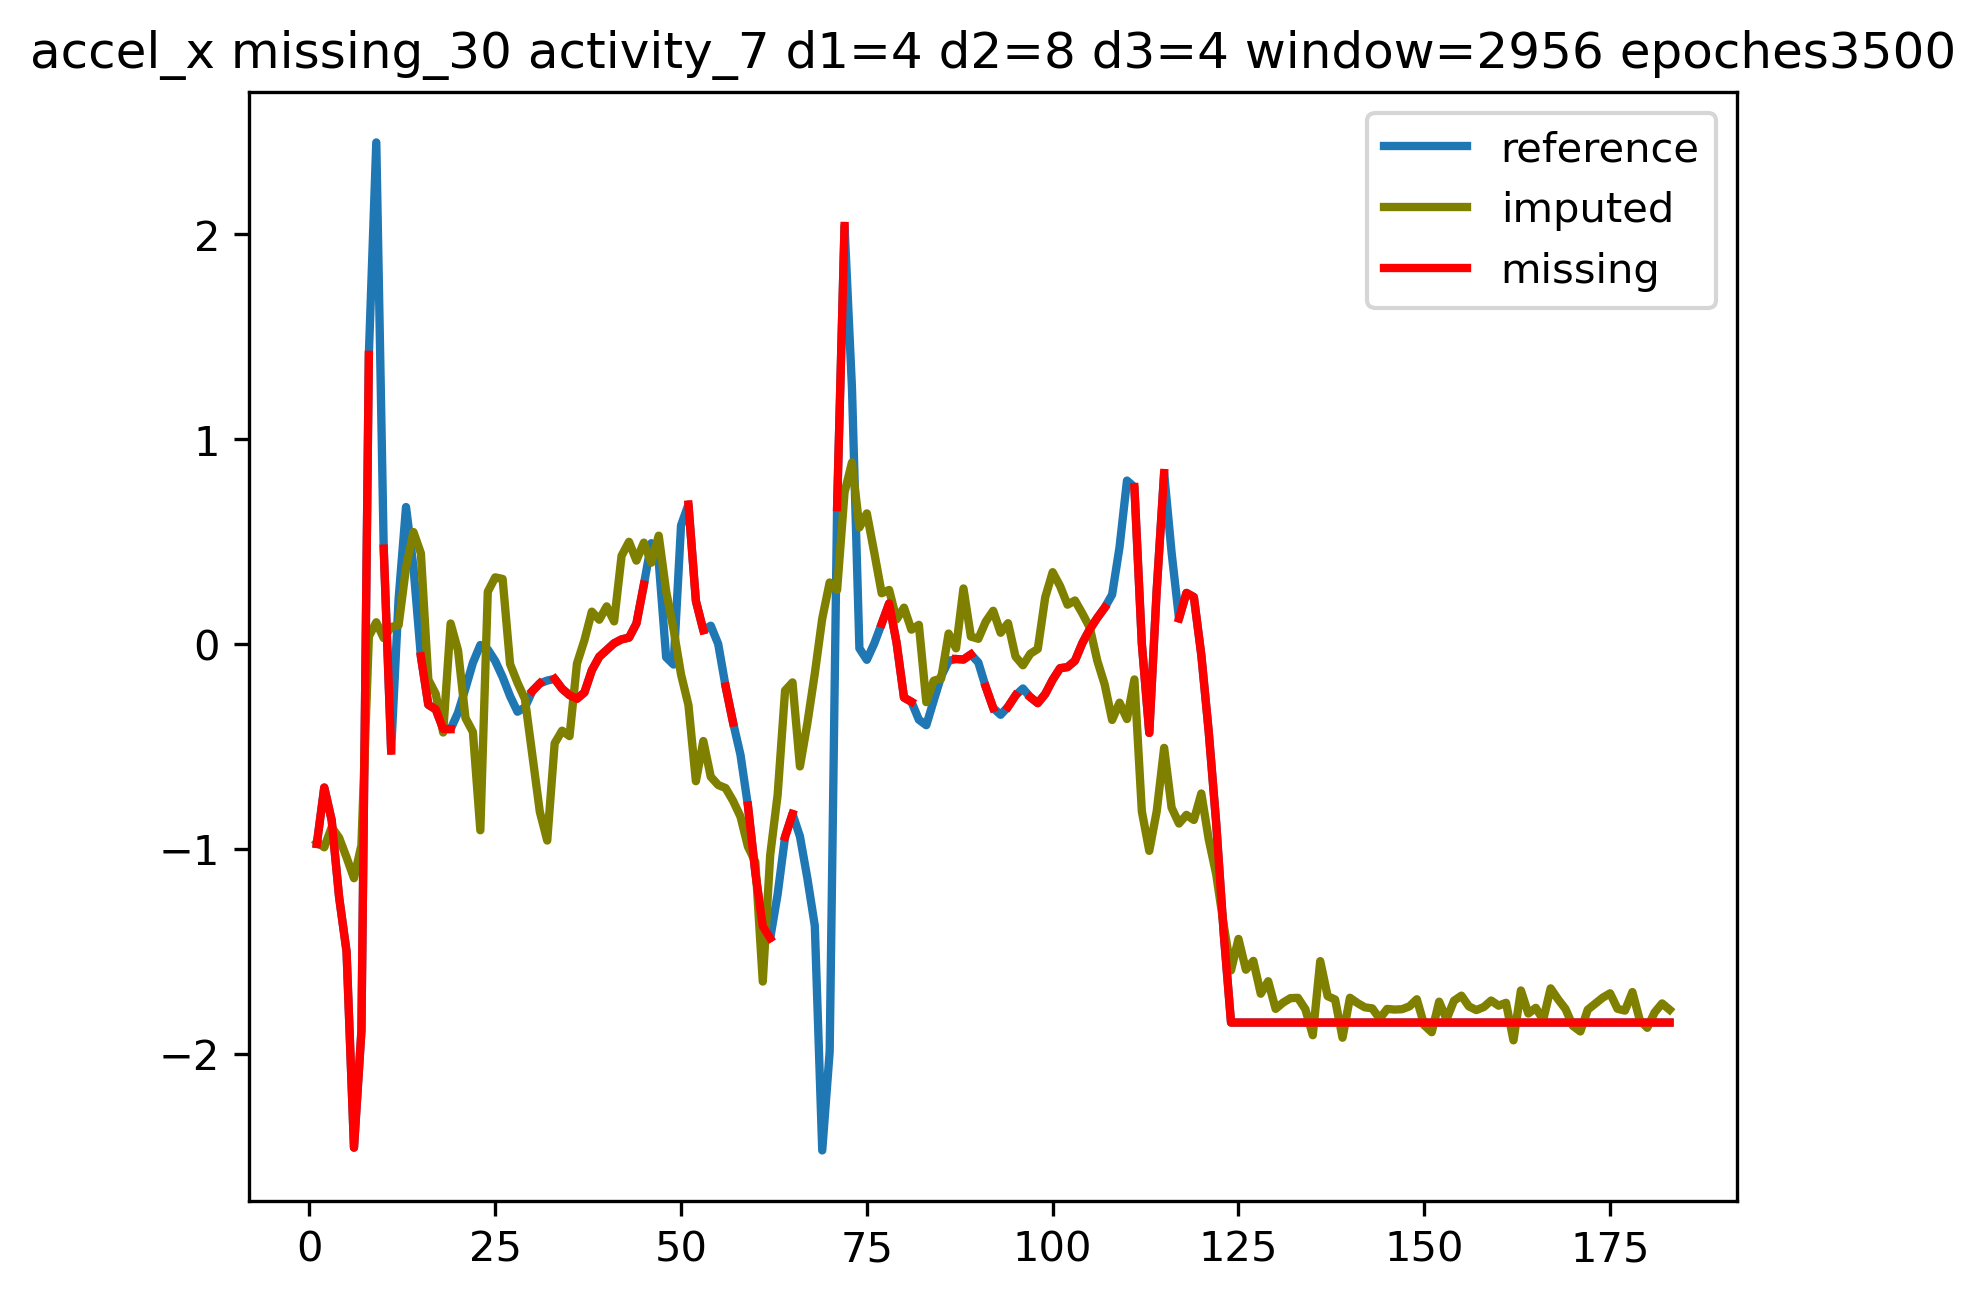 accel_x missing_30 activity_7 d1=4 d2=8 d3=4 window=2956 epoches3500
reference
imputed
missing
2
1
0
−1
−2
0 25 50 75 100 125 150 175